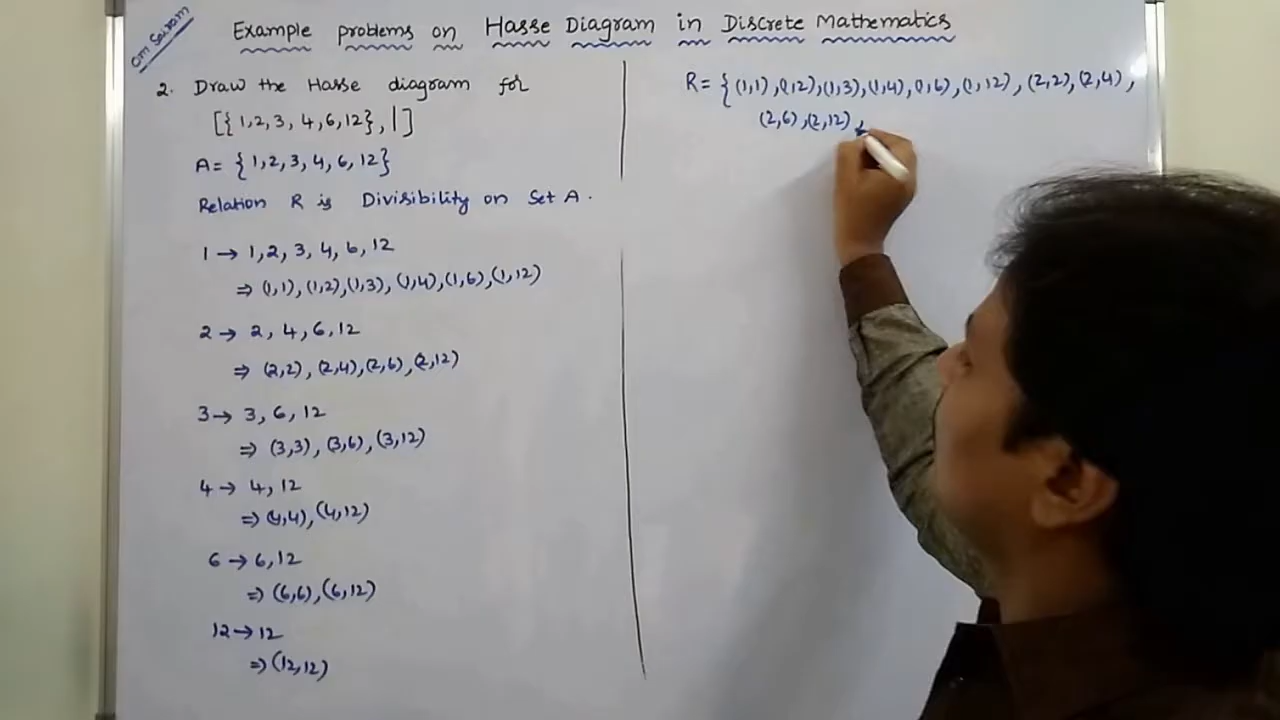 Om Sairam
Example problems on Hasse Diagram in Discrete Mathematics
2. Draw the Hasse diagram for
[{1,2,3,4,6,12}, |]
A= {1,2,3,4,6,12}
Relation R is Divisibility on Set A.
1 → 1,2,3,4,6,12
⇒ (1,1),(1,2),(1,3),(1,4),(1,6),(1,12)
2 → 2,4,6,12
⇒ (2,2),(2,4),(2,6),(2,12)
3 → 3,6,12
⇒ (3,3),(3,6),(3,12)
4 → 4,12
⇒ (4,4),(4,12)
6 → 6,12
⇒ (6,6),(6,12)
12 → 12
⇒ (12,12)
R= {(1,1),(1,2),(1,3),(1,4),(1,6),(1,12),(2,2),(2,4),
(2,6),(2,12),